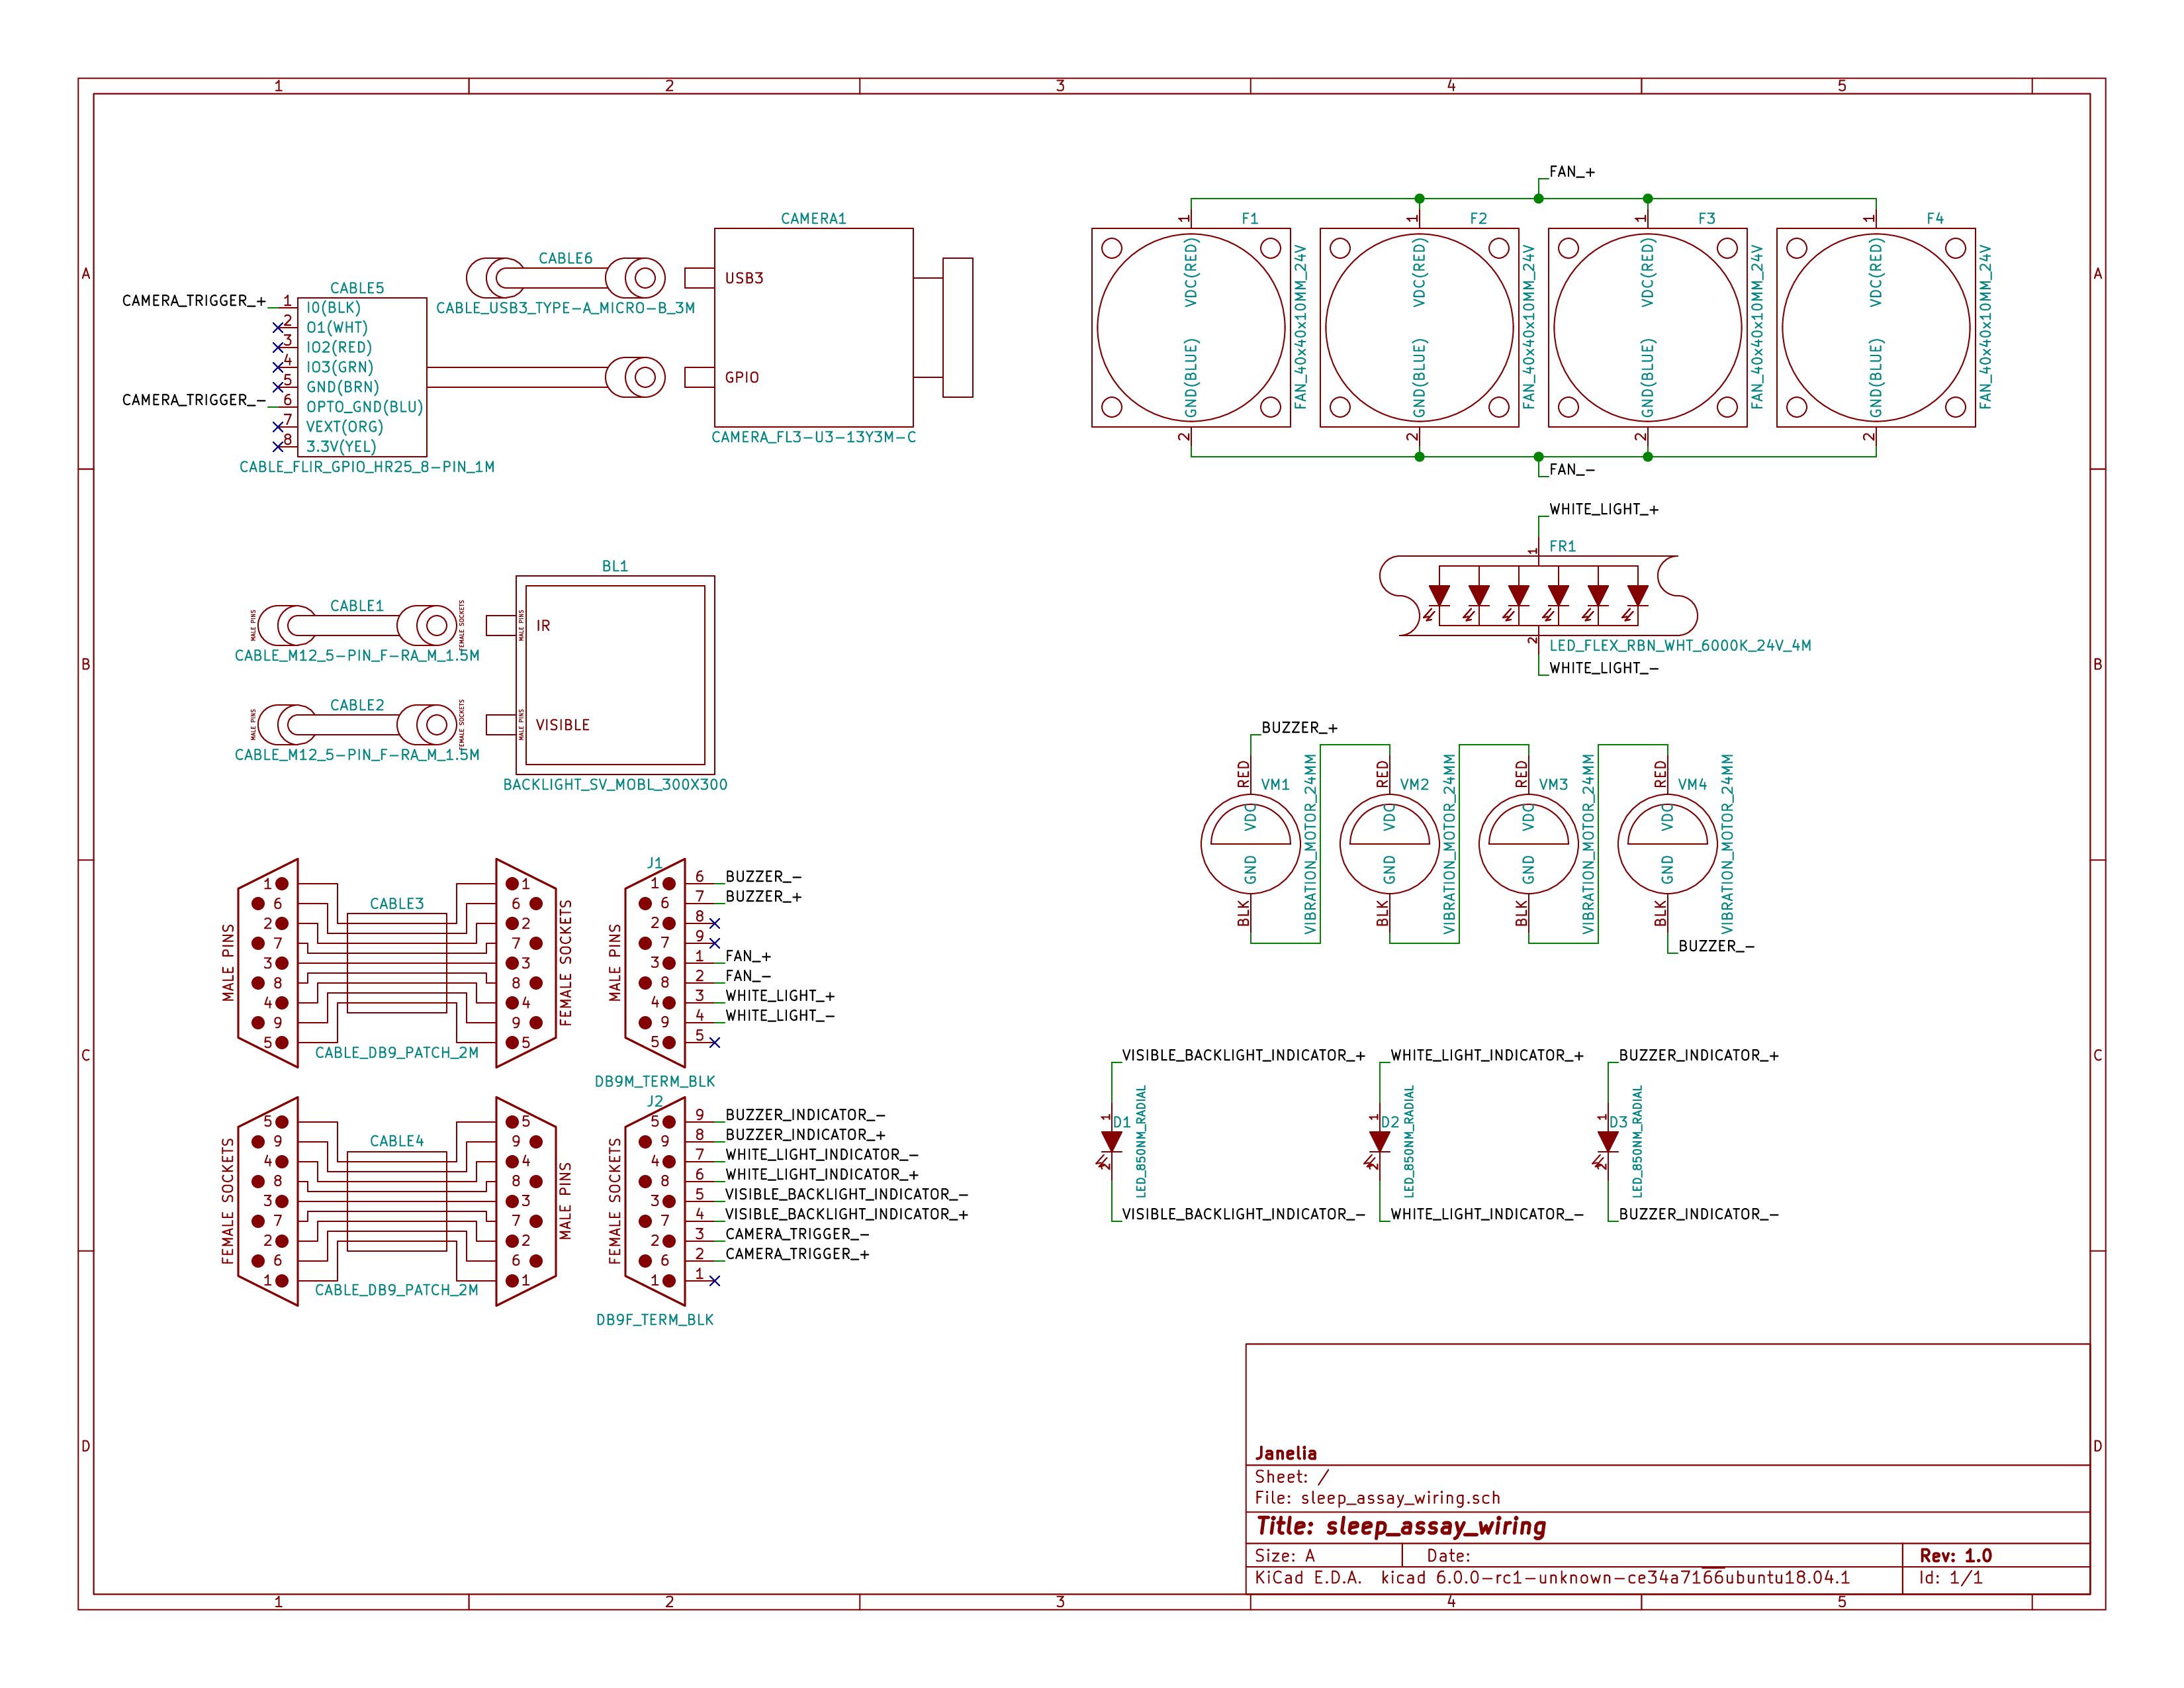 1 2 3 4 5
A
B
C
D
A
B
C
D
CABLE5
CAMERA_TRIGGER_+
CAMERA_TRIGGER_-
1 I0(BLK)
2 O1(WHT)
3 IO2(RED)
4 IO3(GRN)
5 GND(BRN)
6 OPTO_GND(BLU)
7 VEXT(ORG)
8 3.3V(YEL)
CABLE_FLIR_GPIO_HR25_8-PIN_1M
CABLE6
CABLE_USB3_TYPE-A_MICRO-B_3M
CAMERA1
USB3
GPIO
CAMERA_FL3-U3-13Y3M-C
FAN_+
F1
1
VDC(RED)
GND(BLUE)
2
FAN_40x40x10MM_24V
F2
1
VDC(RED)
GND(BLUE)
2
FAN_40x40x10MM_24V
F3
1
VDC(RED)
GND(BLUE)
2
FAN_40x40x10MM_24V
F4
1
VDC(RED)
GND(BLUE)
2
FAN_40x40x10MM_24V
FAN_-
WHITE_LIGHT_+
FR1
1
2
LED_FLEX_RBN_WHT_6000K_24V_4M
WHITE_LIGHT_-
CABLE1
MALE PINS
FEMALE SOCKETS
CABLE_M12_5-PIN_F-RA_M_1.5M
CABLE2
MALE PINS
FEMALE SOCKETS
CABLE_M12_5-PIN_F-RA_M_1.5M
BL1
MALE PINS
IR
MALE PINS
VISIBLE
BACKLIGHT_SV_MOBL_300X300
BUZZER_+
RED
VM1
VDC
GND
BLK
VIBRATION_MOTOR_24MM
RED
VM2
VDC
GND
BLK
VIBRATION_MOTOR_24MM
RED
VM3
VDC
GND
BLK
VIBRATION_MOTOR_24MM
RED
VM4
VDC
GND
BLK
VIBRATION_MOTOR_24MM
BUZZER_-
MALE PINS
1 1
6 6
2 2
7 7
3 3
8 8
4 4
9 9
5 5
CABLE3
FEMALE SOCKETS
CABLE_DB9_PATCH_2M
J1
MALE PINS
1 6 BUZZER_-
6 7 BUZZER_+
2 8
7 9
3 1 FAN_+
8 2 FAN_-
4 3 WHITE_LIGHT_+
9 4 WHITE_LIGHT_-
5 5
DB9M_TERM_BLK
FEMALE SOCKETS
5 5
9 9
4 4
8 8
3 3
7 7
2 2
6 6
1 1
CABLE4
MALE PINS
CABLE_DB9_PATCH_2M
J2
FEMALE SOCKETS
5 9 BUZZER_INDICATOR_-
9 8 BUZZER_INDICATOR_+
4 7 WHITE_LIGHT_INDICATOR_-
8 6 WHITE_LIGHT_INDICATOR_+
3 5 VISIBLE_BACKLIGHT_INDICATOR_-
7 4 VISIBLE_BACKLIGHT_INDICATOR_+
2 3 CAMERA_TRIGGER_-
6 2 CAMERA_TRIGGER_+
1 1
DB9F_TERM_BLK
VISIBLE_BACKLIGHT_INDICATOR_+
1
D1
2
LED_850NM_RADIAL
VISIBLE_BACKLIGHT_INDICATOR_-
WHITE_LIGHT_INDICATOR_+
1
D2
2
LED_850NM_RADIAL
WHITE_LIGHT_INDICATOR_-
BUZZER_INDICATOR_+
1
D3
2
LED_850NM_RADIAL
BUZZER_INDICATOR_-
Janelia
Sheet: /
File: sleep_assay_wiring.sch
Title: sleep_assay_wiring
Size: A Date: Rev: 1.0
KiCad E.D.A. kicad 6.0.0-rc1-unknown-ce34a7166ubuntu18.04.1 Id: 1/1
1 2 3 4 5